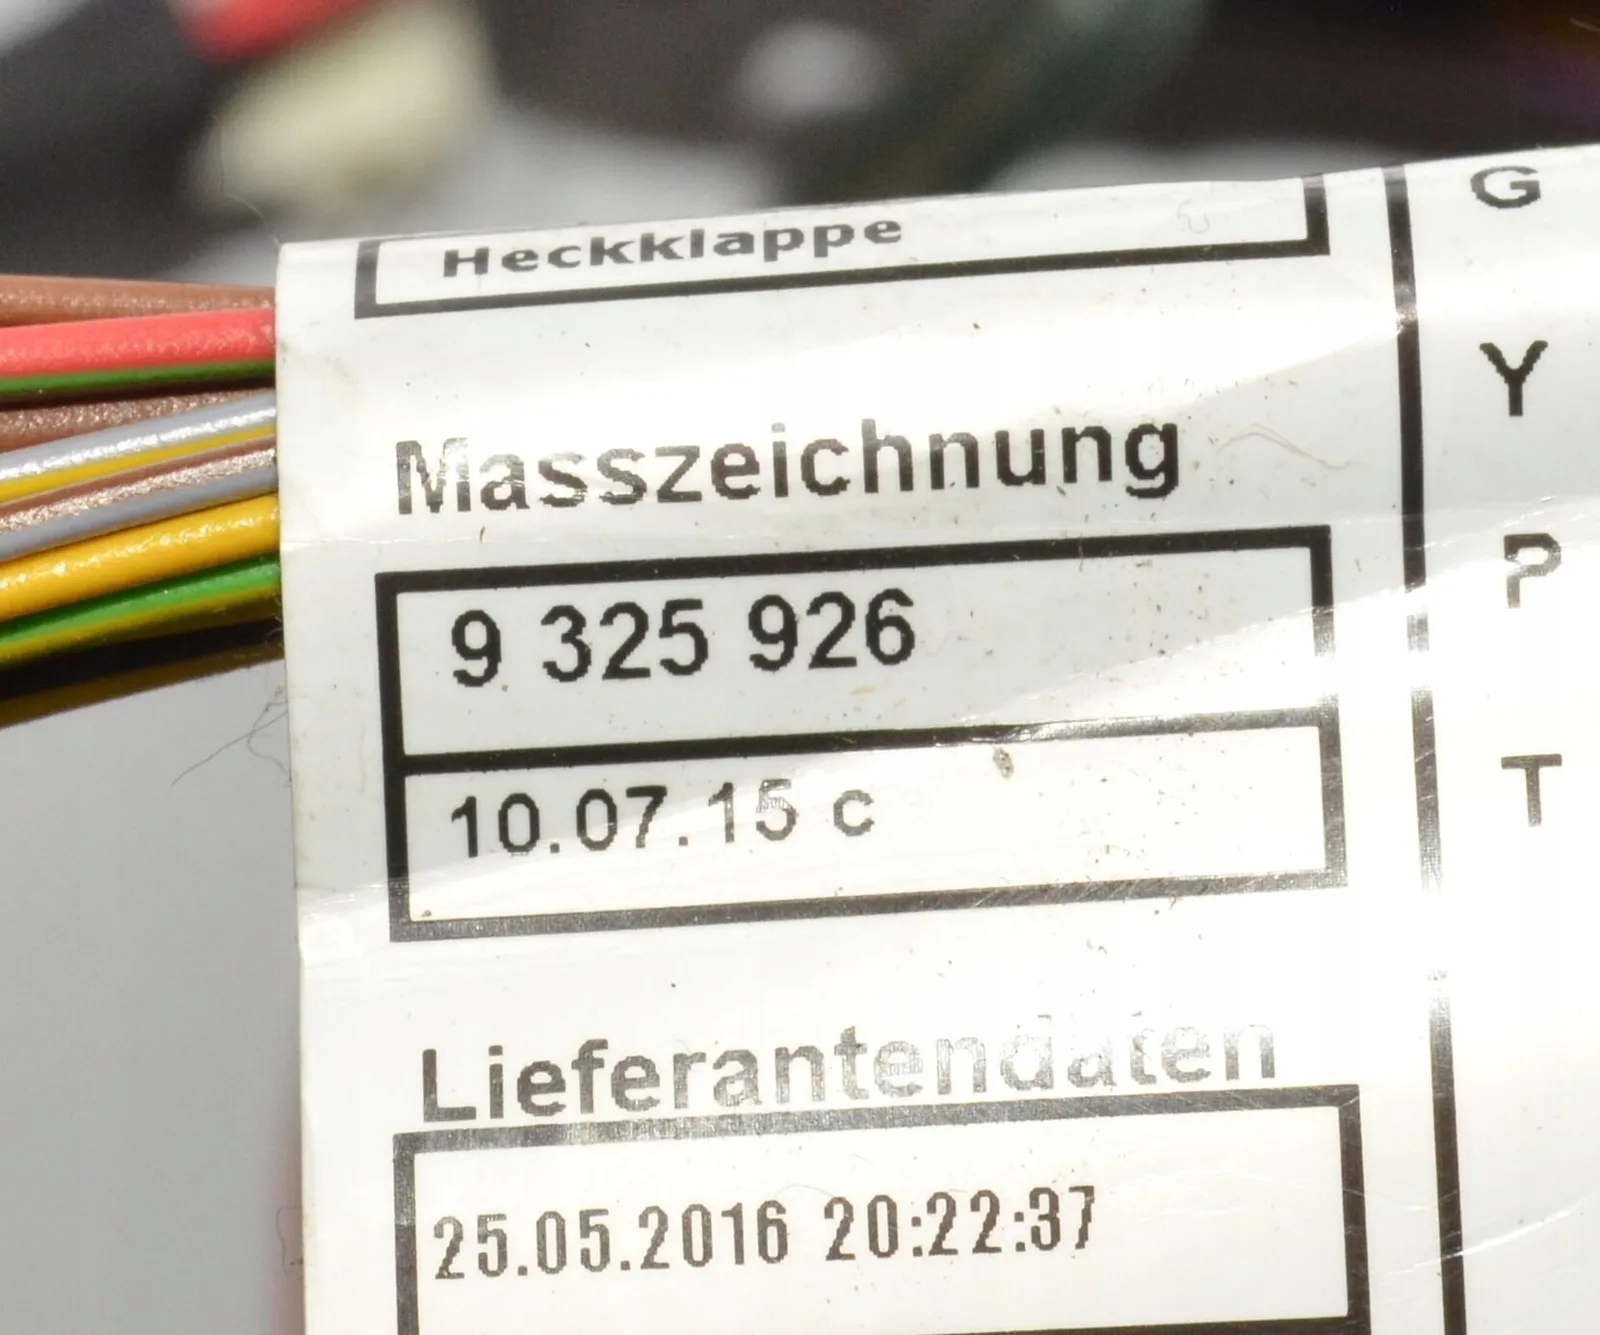 Heckklappe
Masszeichnung
9 325 926
10.07.15 c
Lieferantendaten
25.05.2016 20:22:37
G
Y
P
T